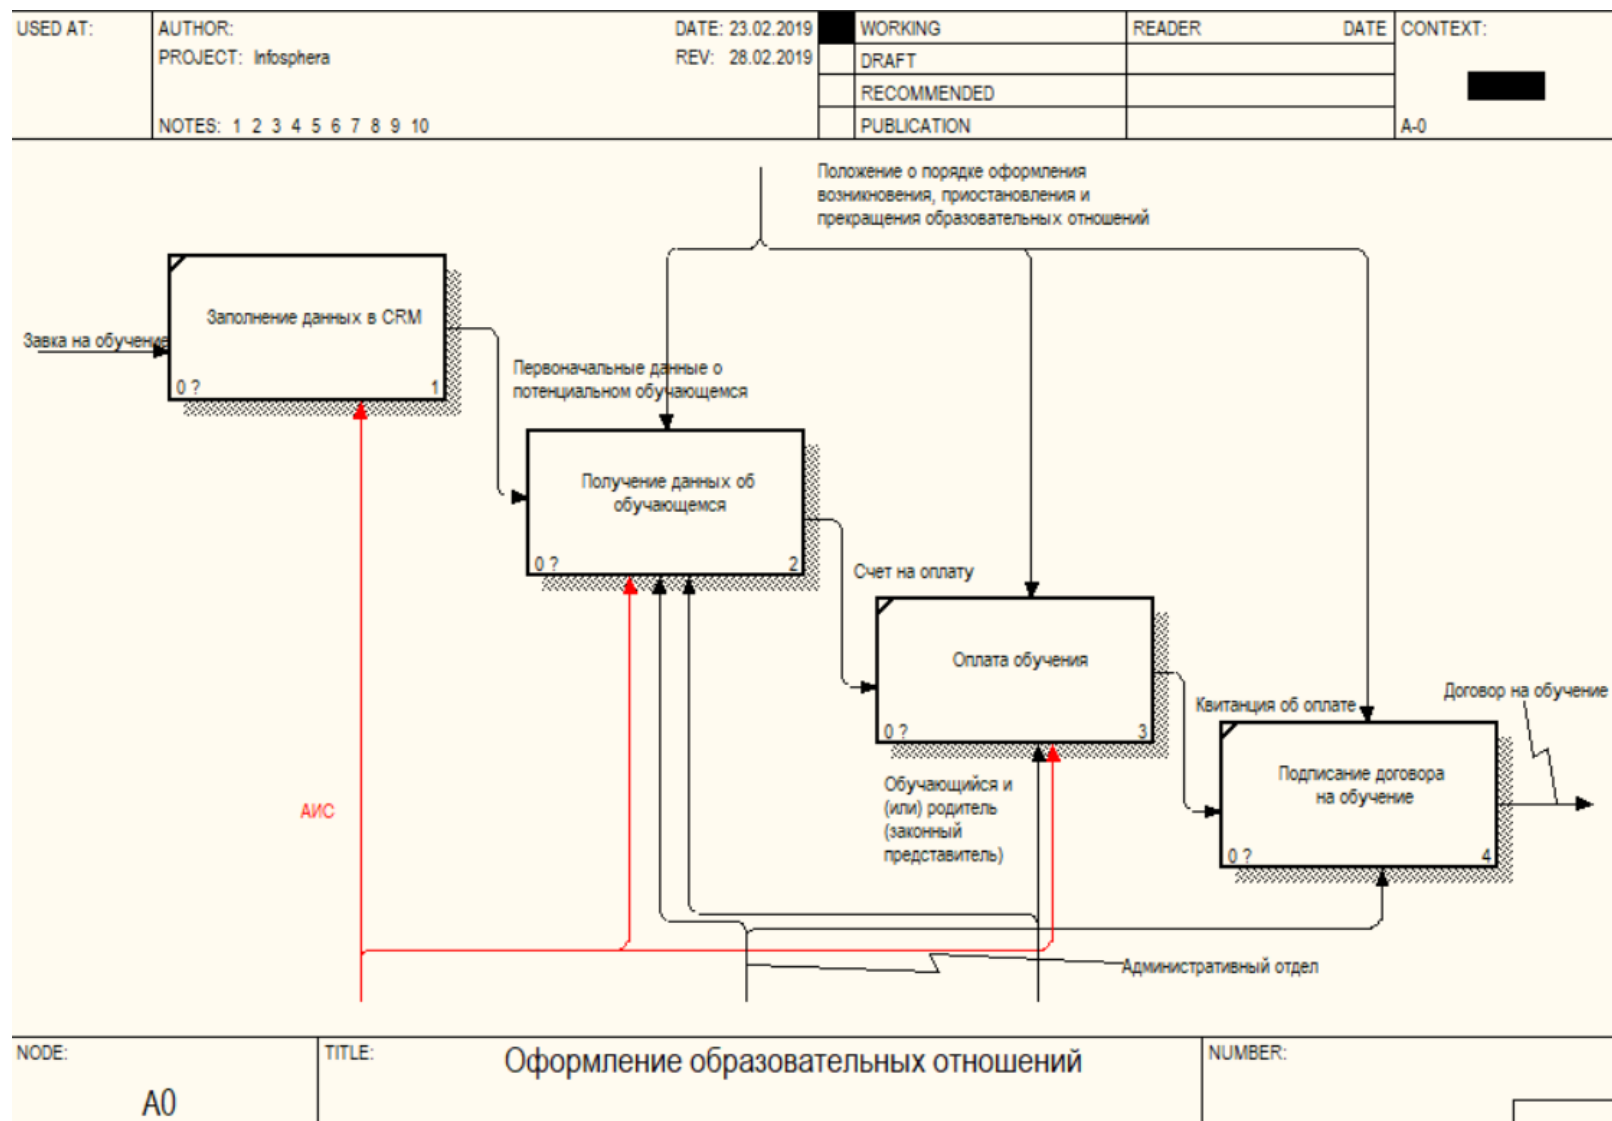 USED AT:
AUTHOR:
DATE: 23.02.2019
PROJECT: Infosphera
REV: 28.02.2019
NOTES: 1 2 3 4 5 6 7 8 9 10
WORKING
DRAFT
RECOMMENDED
PUBLICATION
READER
DATE
CONTEXT:
A-0
Положение о порядке оформления
возникновения, приостановления и
прекращения образовательных отношений
Завка на обучение
Заполнение данных в CRM
0 ?
1
Первоначальные данные о
потенциальном обучающемся
Получение данных об
обучающемся
0 ?
2
Счет на оплату
Оплата обучения
0 ?
3
Квитанция об оплате
Договор на обучение
Подписание договора
на обучение
0 ?
4
АИС
Обучающийся и
(или) родитель
(законный
представитель)
Административный отдел
NODE:
A0
TITLE:
Оформление образовательных отношений
NUMBER: